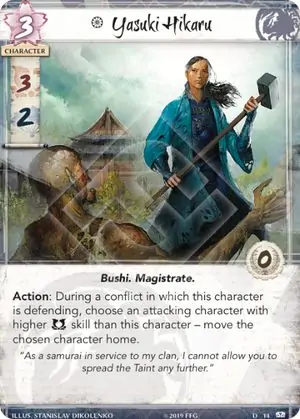 3
Yasuki Hikaru
CHARACTER
3
2
0
Bushi. Magistrate.
Action: During a conflict in which this character
is defending, choose an attacking character with
higher skill than this character – move the
chosen character home.
"As a samurai in service to my clan, I cannot allow you to
spread the Taint any further."
ILLUS. STANISLAV DIKOLENKO
©2019 FFG
D 14